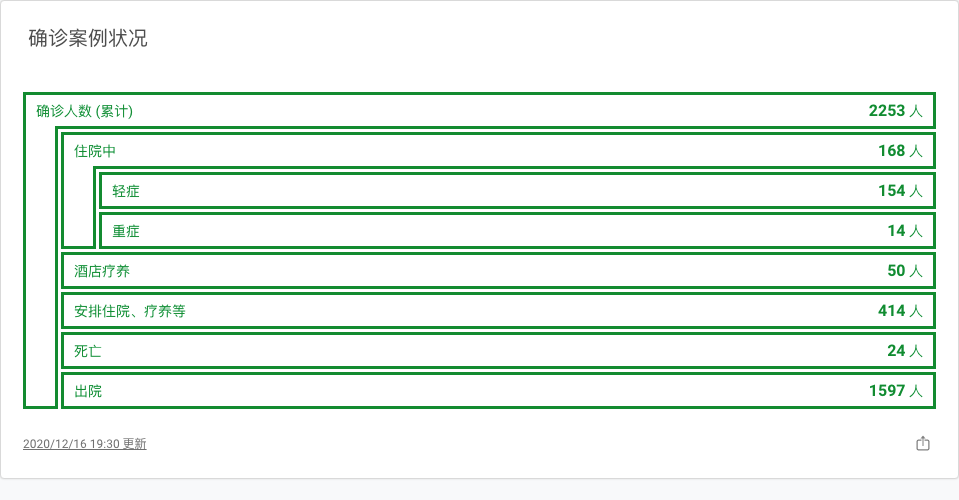 确诊案例状况
确诊人数 (累计) 2253 人
住院中 168 人
轻症 154 人
重症 14 人
酒店疗养 50 人
安排住院、疗养等 414 人
死亡 24 人
出院 1597 人
2020/12/16 19:30 更新